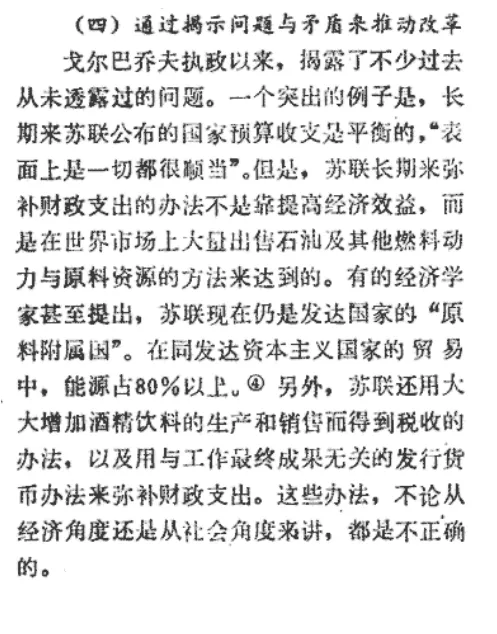 （四）通过揭示问题与矛盾来推动改革
戈尔巴乔夫执政以来，揭露了不少过去
从未透露过的问题。一个突出的例子是，长
期来苏联公布的国家预算收支是平衡的，“表
面上是一切都很顺当”。但是，苏联长期来弥
补财政支出的办法不是靠提高经济效益，而
是在世界市场上大量出售石油及其他燃料动
力与原料资源的方法来达到的。有的经济学
家甚至提出，苏联现在仍是发达国家的“原
料附属国”。在同发达资本主义国家的贸易
中，能源占80％以上。④另外，苏联还用大
大增加酒精饮料的生产和销售而得到税收的
办法，以及用与工作最终成果无关的发行货
币办法来弥补财政支出。这些办法，不论从
经济角度还是从社会角度来讲，都是不正确
的。